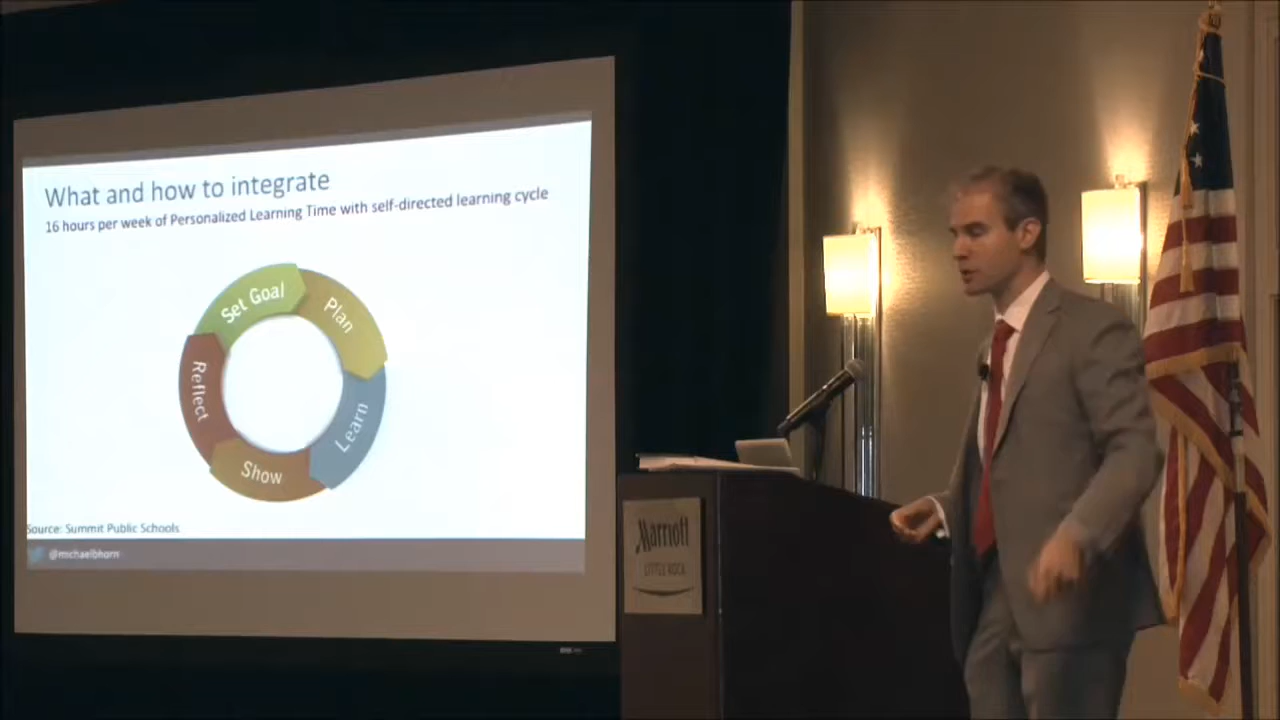 What and how to integrate
16 hours per week of Personalized Learning Time with self-directed learning cycle
Set Goal
Plan
Learn
Show
Reflect
Source: Summit Public Schools
@michaelbhorn
Marriott
LITTLE ROCK